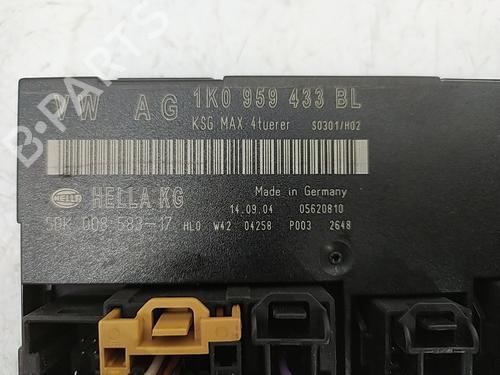 VW AG 1K0 959 433 BL
KSG MAX 4tuerer S0301/H02
HELLA
HELLA KG
Made in Germany
14.09.04 05620810
5DK 008 583-17 HL0 W42 04258 P003 2648
B-PARTS